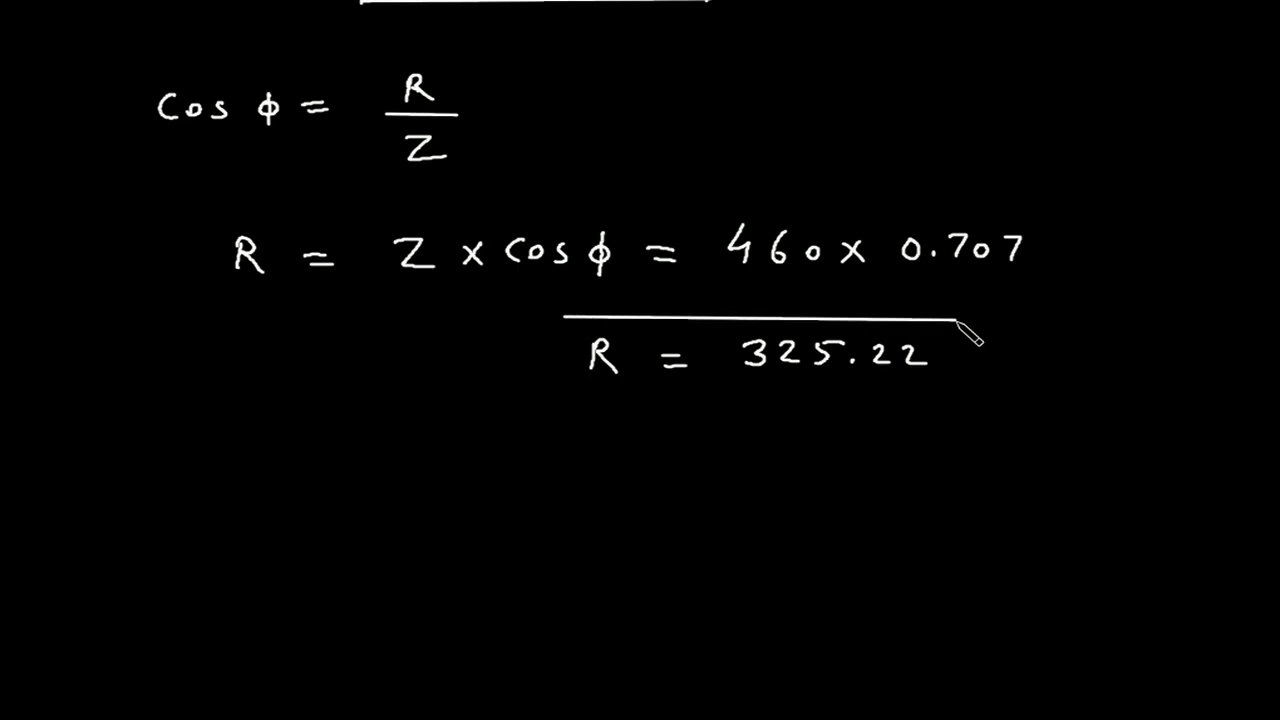 Cos ϕ = R / Z
R = Z × cos ϕ = 460 × 0.707
R = 325.22